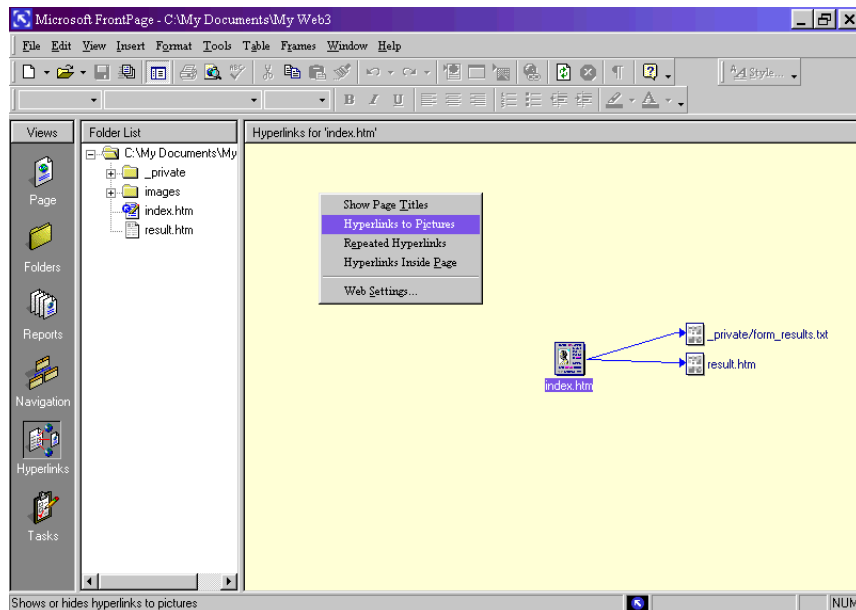 Microsoft FrontPage - C:\My Documents\My Web3
File Edit View Insert Format Tools Table Frames Window Help
Style...
B I U
A
Views
Folder List
Hyperlinks for 'index.htm'
C:\My Documents\My
_private
images
index.htm
result.htm
Page
Folders
Reports
Navigation
Hyperlinks
Tasks
Show Page Titles
Hyperlinks to Pictures
Repeated Hyperlinks
Hyperlinks Inside Page
Web Settings...
_private/form_results.txt
result.htm
index.htm
Shows or hides hyperlinks to pictures
NUM